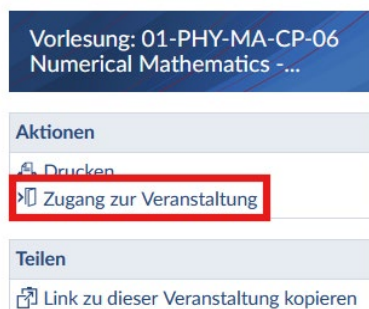 Vorlesung: 01-PHY-MA-CP-06
Numerical Mathematics -...
Aktionen
Drucken
Zugang zur Veranstaltung
Teilen
Link zu dieser Veranstaltung kopieren